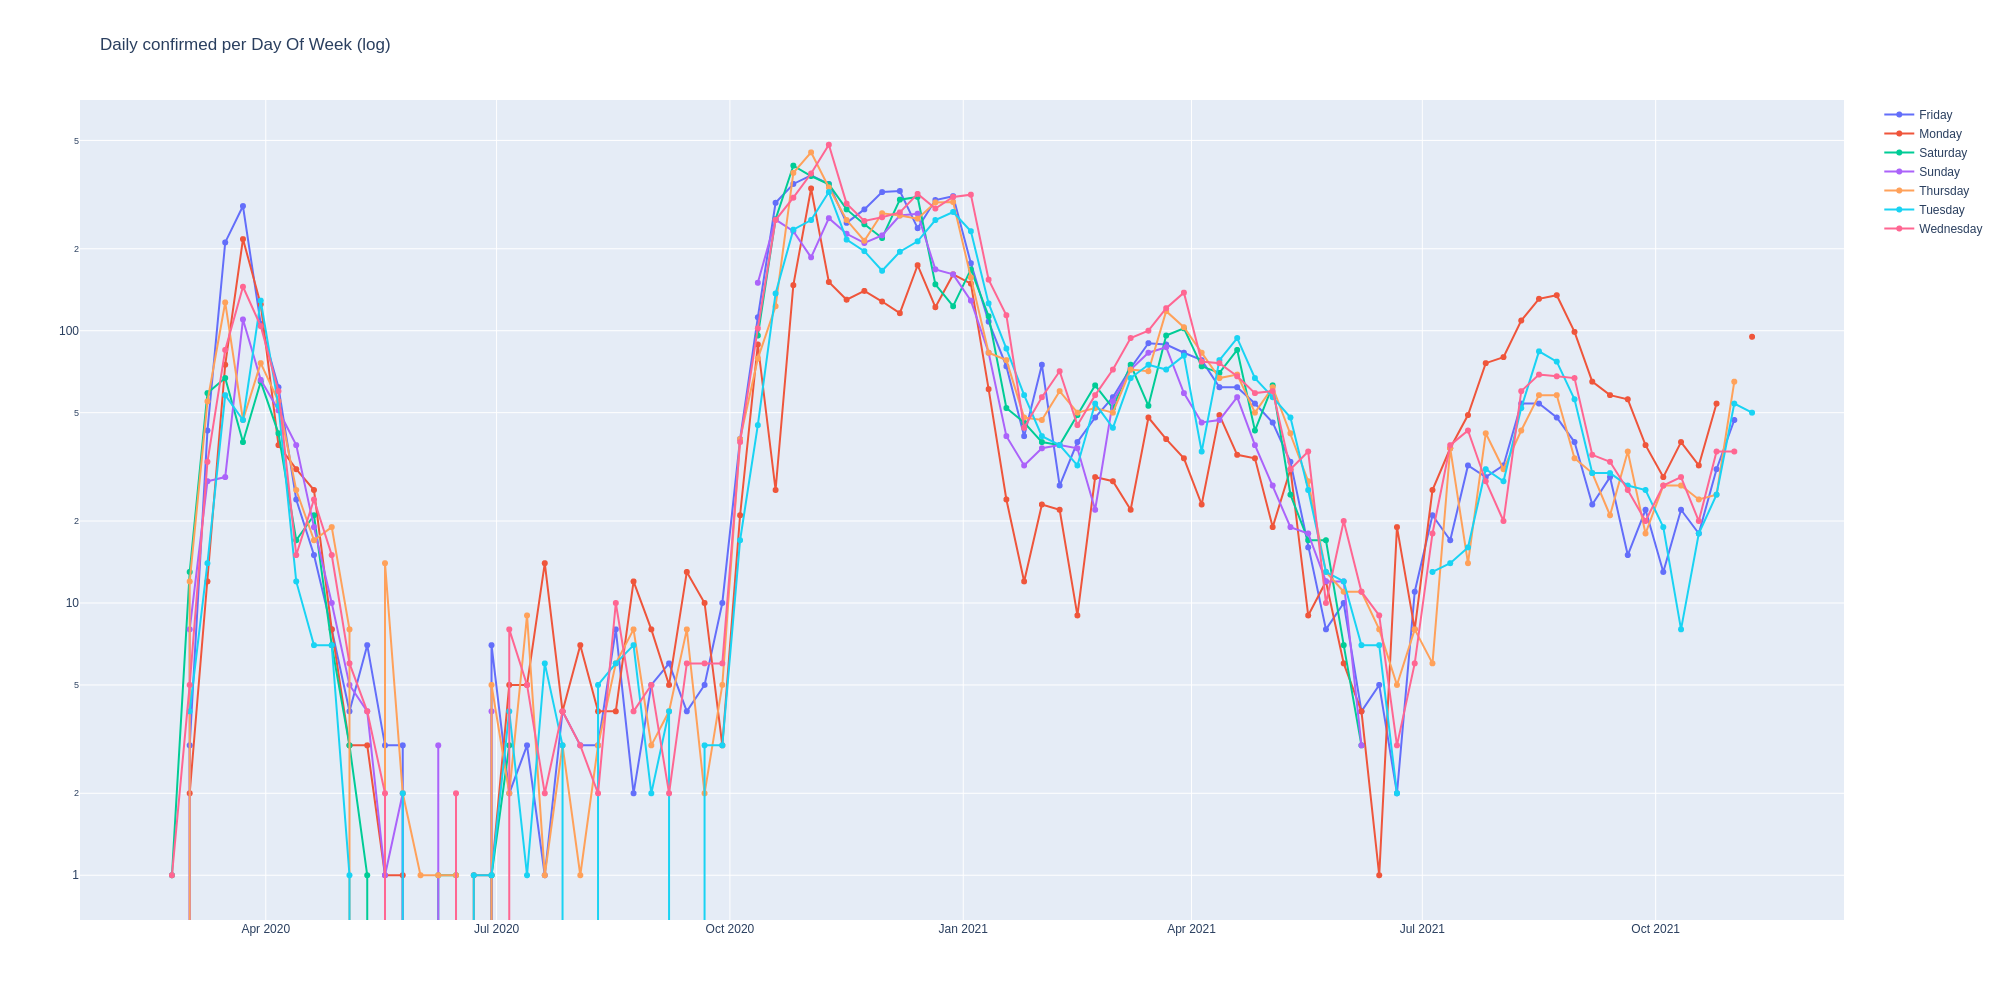 Daily confirmed per Day Of Week (log)
5
2
100
5
2
10
5
2
1
Apr 2020
Jul 2020
Oct 2020
Jan 2021
Apr 2021
Jul 2021
Oct 2021
Friday
Monday
Saturday
Sunday
Thursday
Tuesday
Wednesday